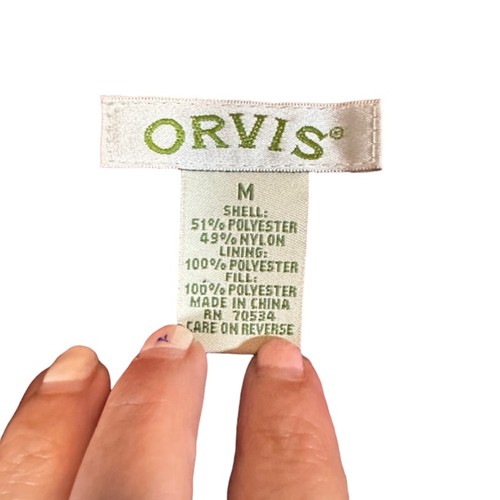 ORVIS®
M
SHELL:
51% POLYESTER
49% NYLON
LINING:
100% POLYESTER
FILL:
100% POLYESTER
MADE IN CHINA
RN 70534
CARE ON REVERSE